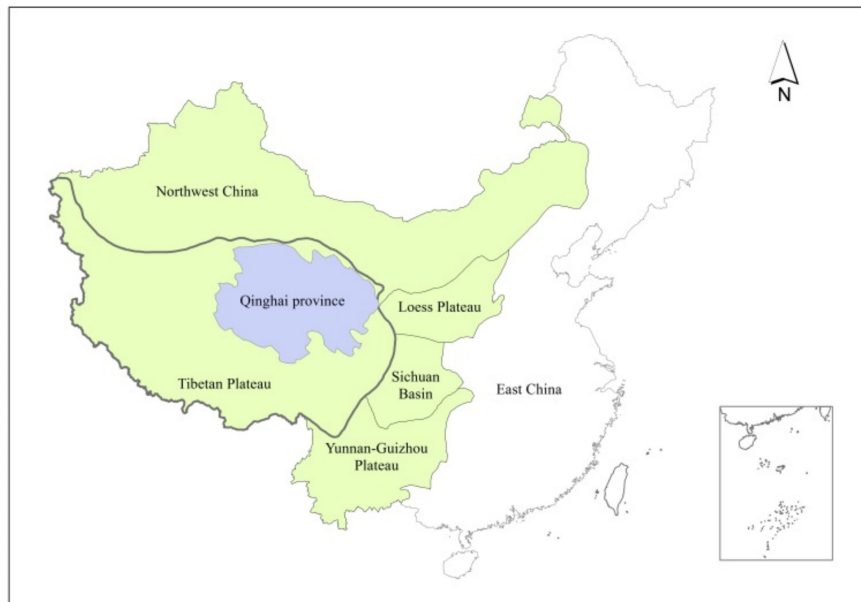 N
Northwest China
Qinghai province
Loess Plateau
Tibetan Plateau
Sichuan
Basin
East China
Yunnan-Guizhou
Plateau